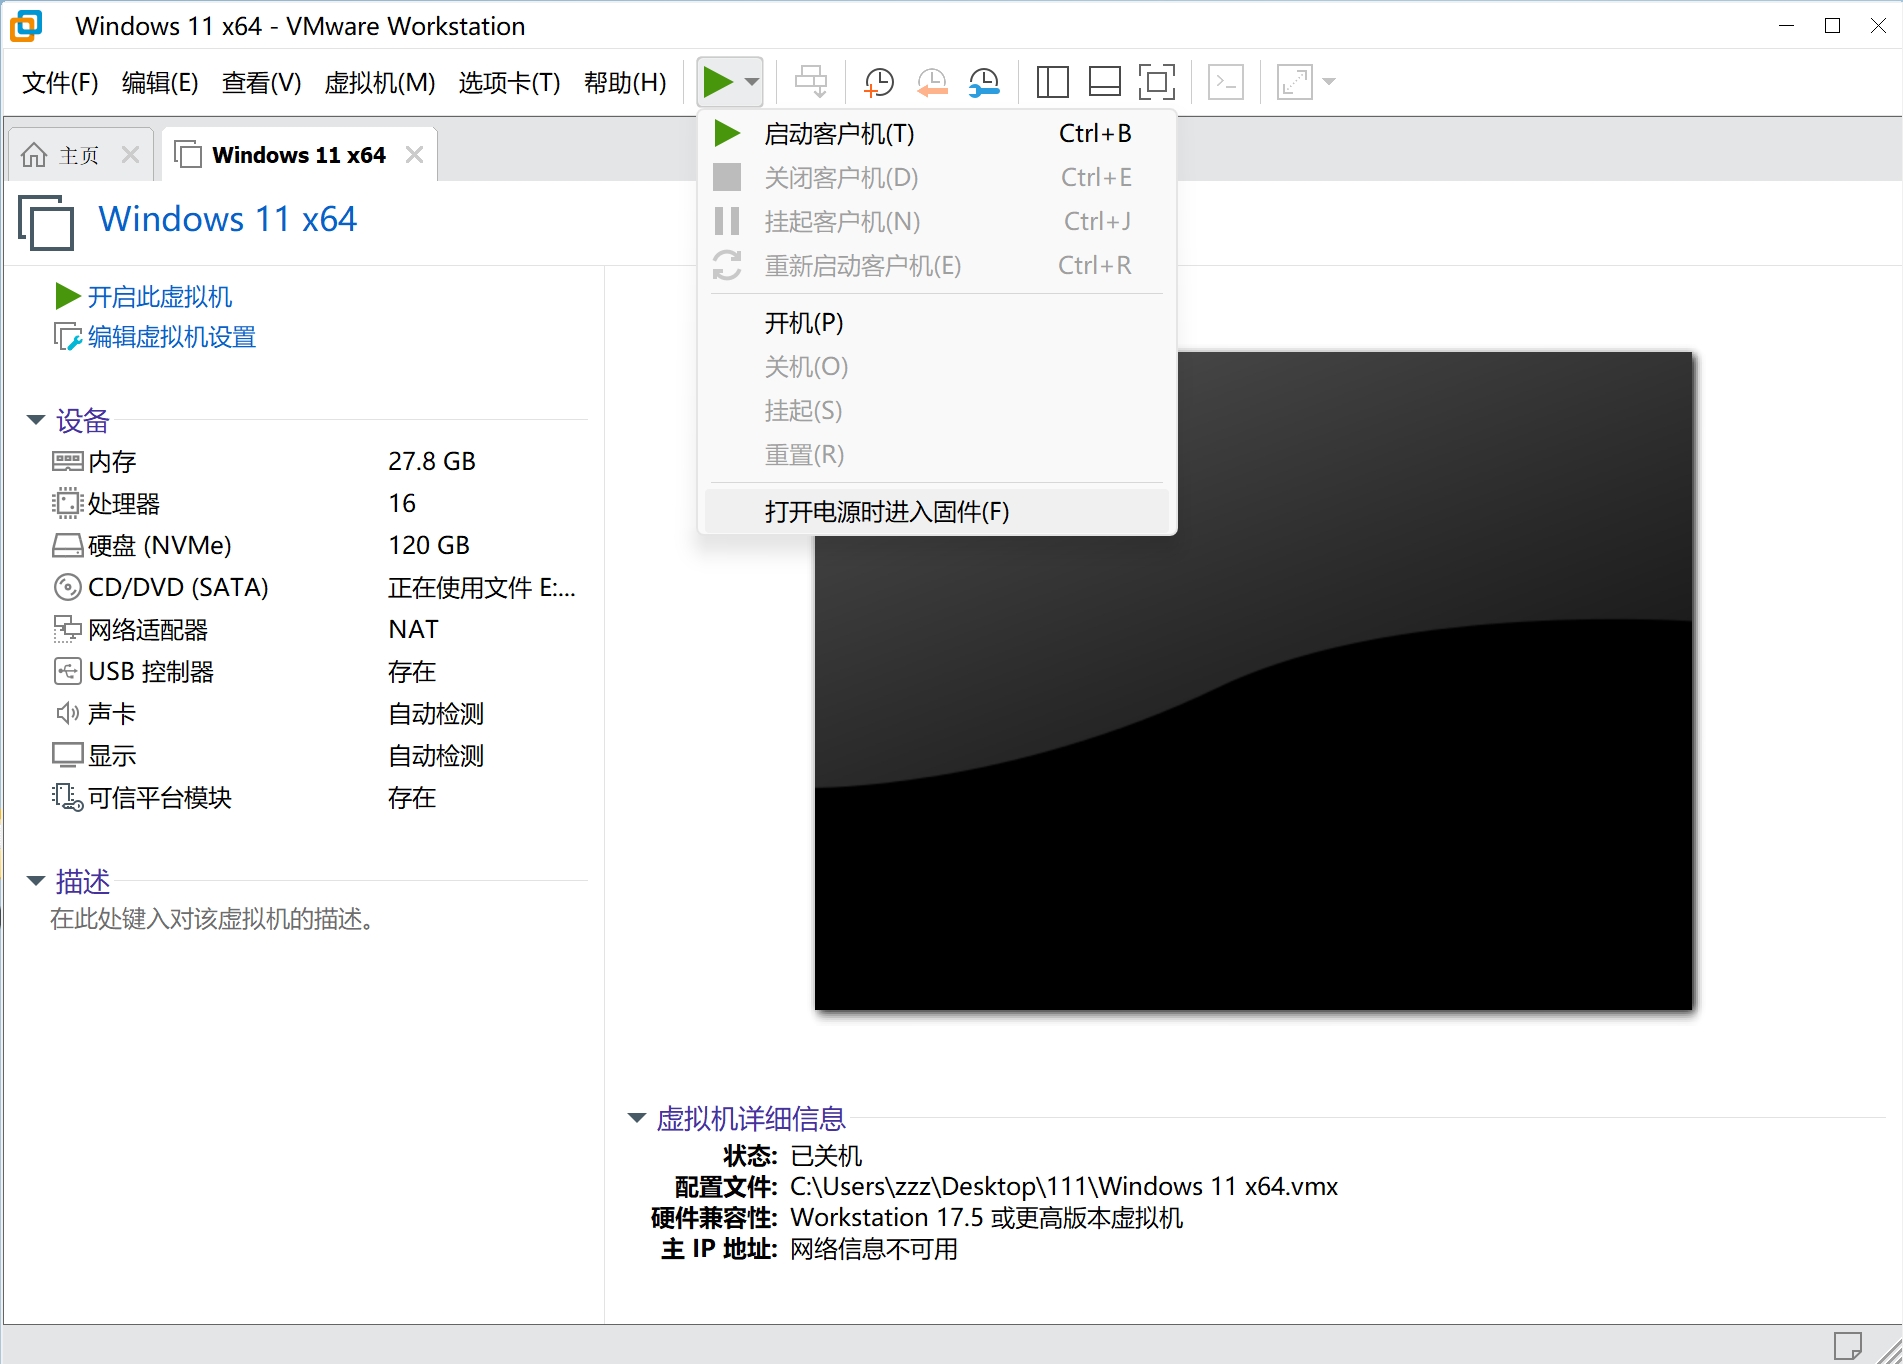 Windows 11 x64 - VMware Workstation
文件(F) 编辑(E) 查看(V) 虚拟机(M) 选项卡(T) 帮助(H)
主页
Windows 11 x64
Windows 11 x64
启动客户机(T) Ctrl+B
关闭客户机(D) Ctrl+E
挂起客户机(N) Ctrl+J
重新启动客户机(E) Ctrl+R
开机(P)
关机(O)
挂起(S)
重置(R)
打开电源时进入固件(F)
开启此虚拟机
编辑虚拟机设置
设备
内存 27.8 GB
处理器 16
硬盘 (NVMe) 120 GB
CD/DVD (SATA) 正在使用文件 E:...
网络适配器 NAT
USB 控制器 存在
声卡 自动检测
显示 自动检测
可信平台模块 存在
描述
在此处键入对该虚拟机的描述。
虚拟机详细信息
状态: 已关机
配置文件: C:\Users\zzz\Desktop\111\Windows 11 x64.vmx
硬件兼容性: Workstation 17.5 或更高版本虚拟机
主 IP 地址: 网络信息不可用